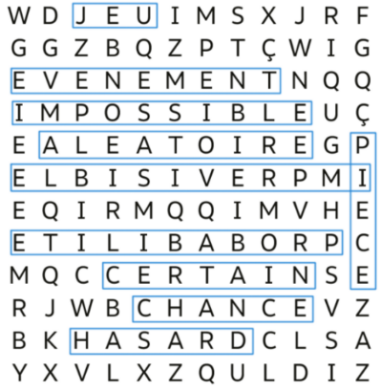 W D J E U I M S X J R F
G G Z B Q Z P T Ç W I G
E V E N E M E N T N Q Q
I M P O S S I B L E U Ç
E A L E A T O I R E G P
E L B I S I V E R P M I
E Q I R M Q Q I M V H E
E T I L I B A B O R P C
M Q C C E R T A I N S E
R J W B C H A N C E V Z
B K H A S A R D C L S A
Y X V L X Z Q U L D I Z